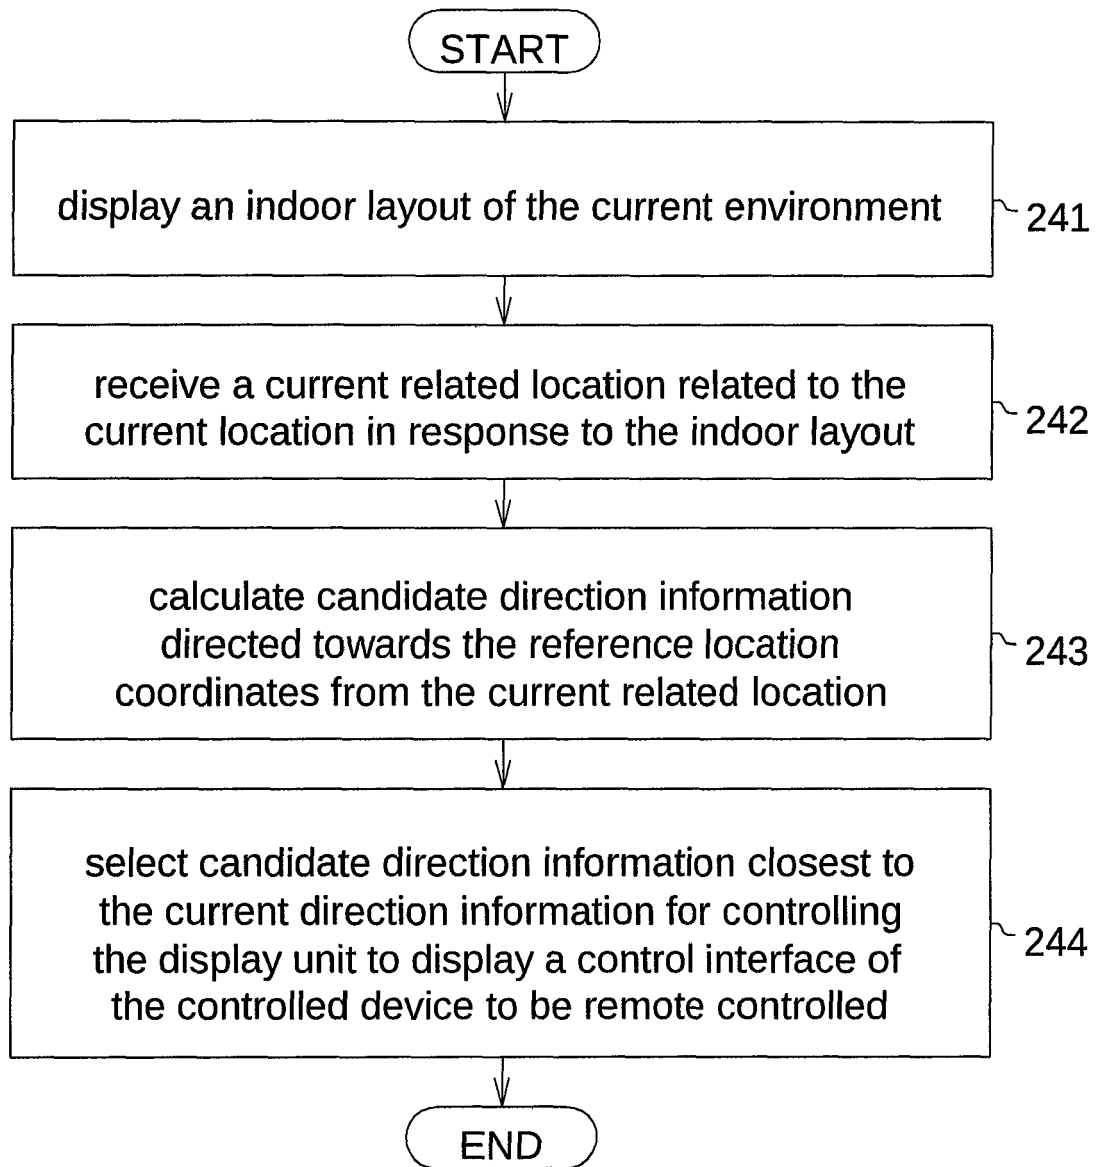 START
display an indoor layout of the current environment
241
receive a current related location related to the
current location in response to the indoor layout
242
calculate candidate direction information
directed towards the reference location
coordinates from the current related location
243
select candidate direction information closest to
the current direction information for controlling
the display unit to display a control interface of
the controlled device to be remote controlled
244
END